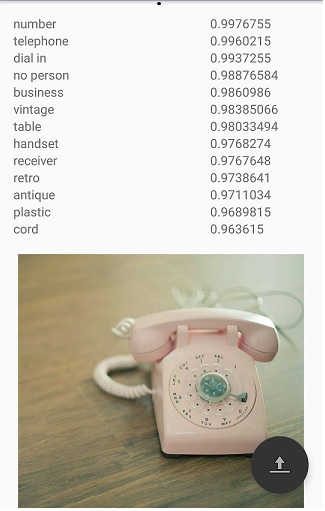 number 0.9976755
telephone 0.9960215
dial in 0.9937255
no person 0.98876584
business 0.9860986
vintage 0.98385066
table 0.98033494
handset 0.9768274
receiver 0.9767648
retro 0.9738641
antique 0.9711034
plastic 0.9689815
cord 0.963615